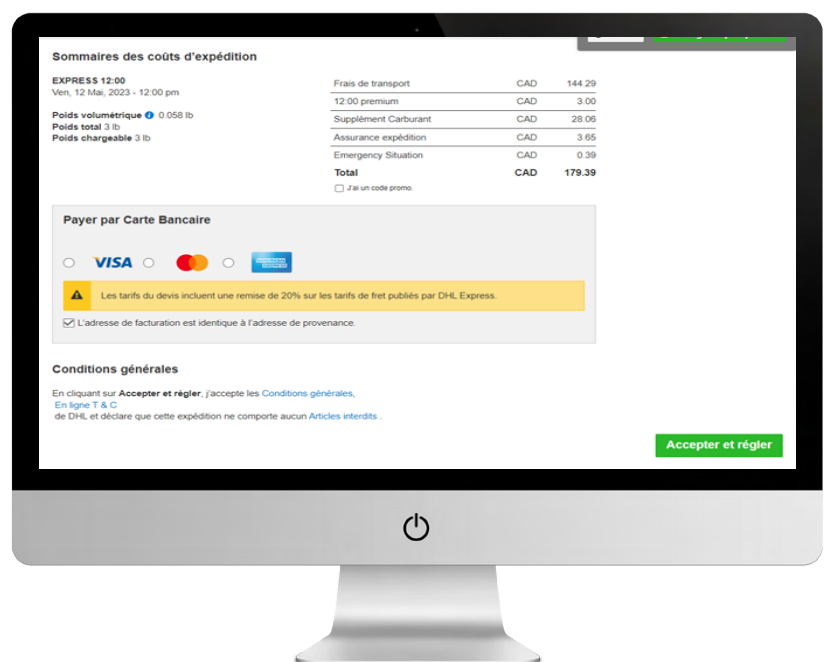 Sommaires des coûts d'expédition
EXPRESS 12:00
Ven, 12 Mai, 2023 - 12:00 pm
Poids volumétrique 0.058 lb
Poids total 3 lb
Poids chargeable 3 lb
Frais de transport CAD 144.29
12:00 premium CAD 3.00
Supplément Carburant CAD 28.06
Assurance expédition CAD 3.65
Emergency Situation CAD 0.39
Total CAD 179.39
J'ai un code promo.
Payer par Carte Bancaire
VISA
Les tarifs du devis incluent une remise de 20% sur les tarifs de fret publiés par DHL Express.
L'adresse de facturation est identique à l'adresse de provenance.
Conditions générales
En cliquant sur Accepter et régler, j'accepte les Conditions générales,
En ligne T & C
de DHL et déclare que cette expédition ne comporte aucun Articles interdits .
Accepter et régler